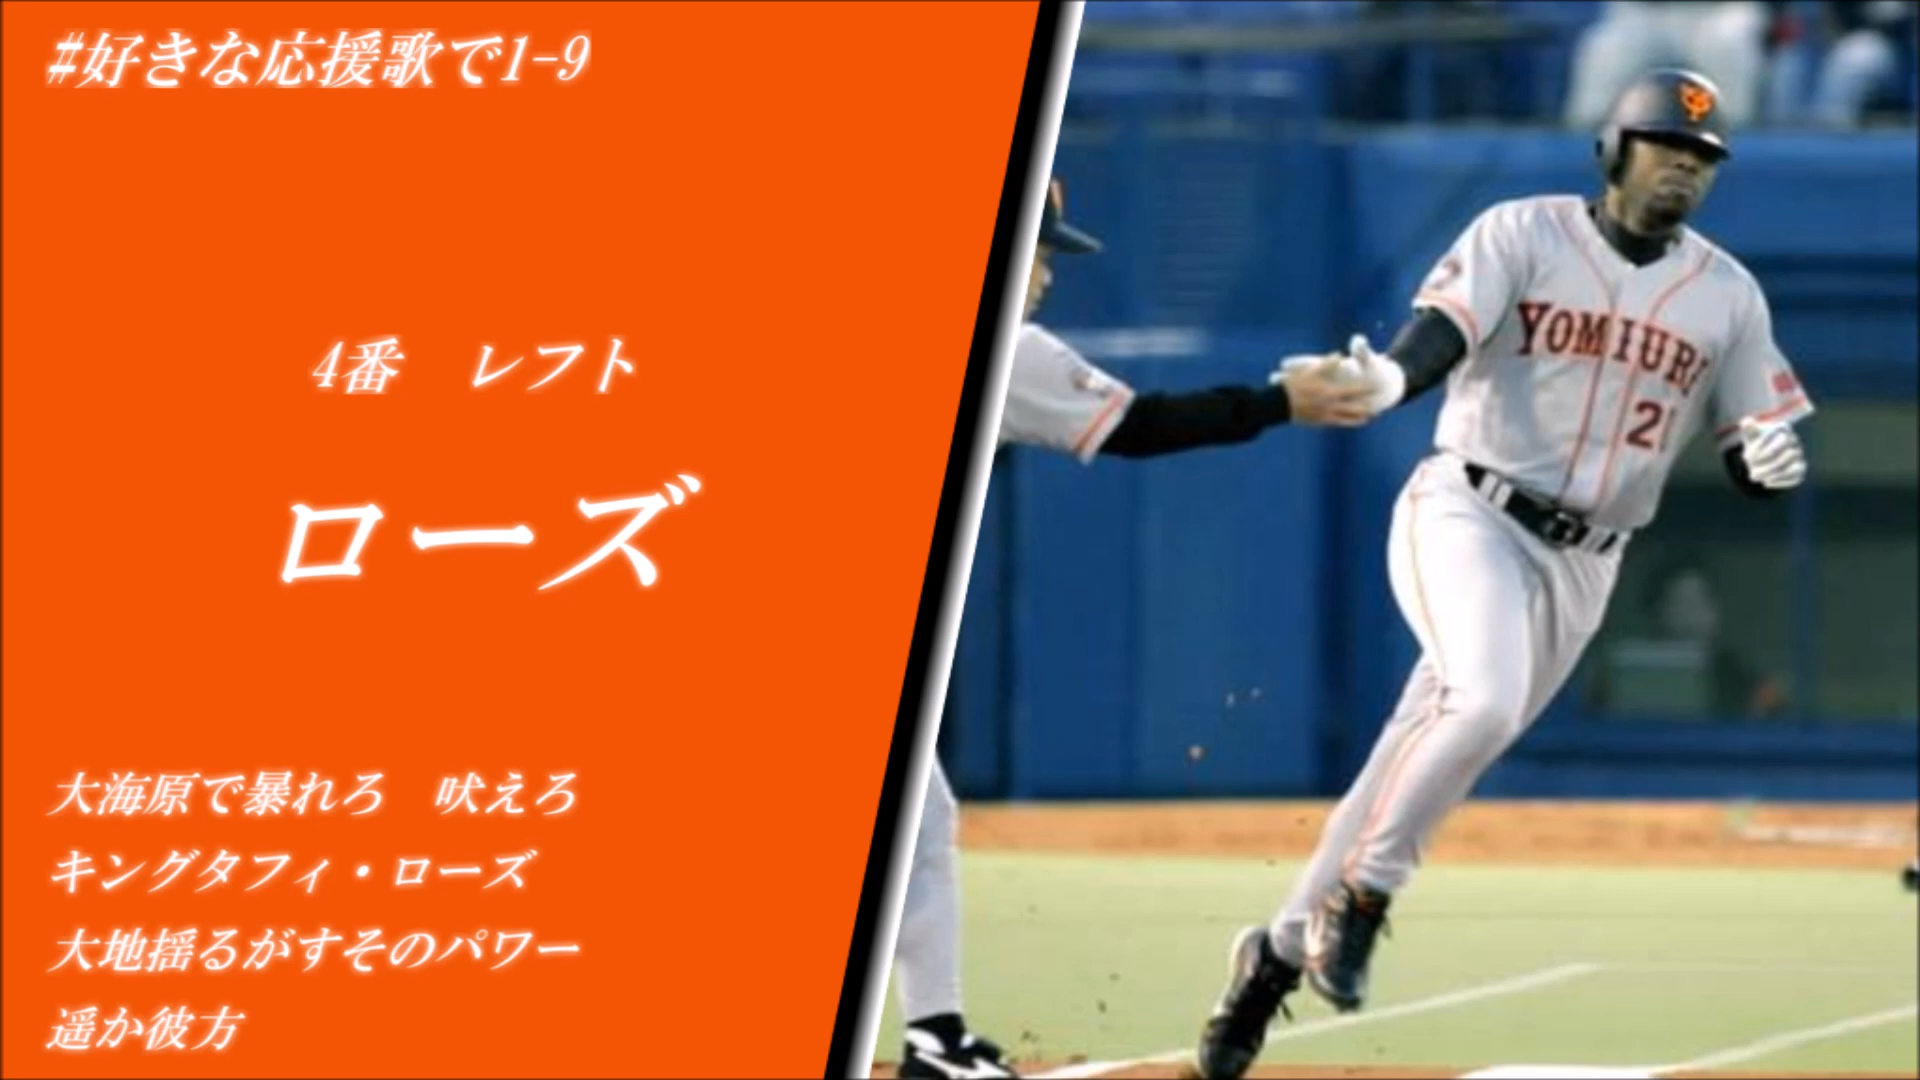 #好きな応援歌で1-9
4番　レフト
ローズ
大海原で暴れろ　吠えろ
キングタフィ・ローズ
大地揺るがすそのパワー
遥か彼方
YOMIURI
2